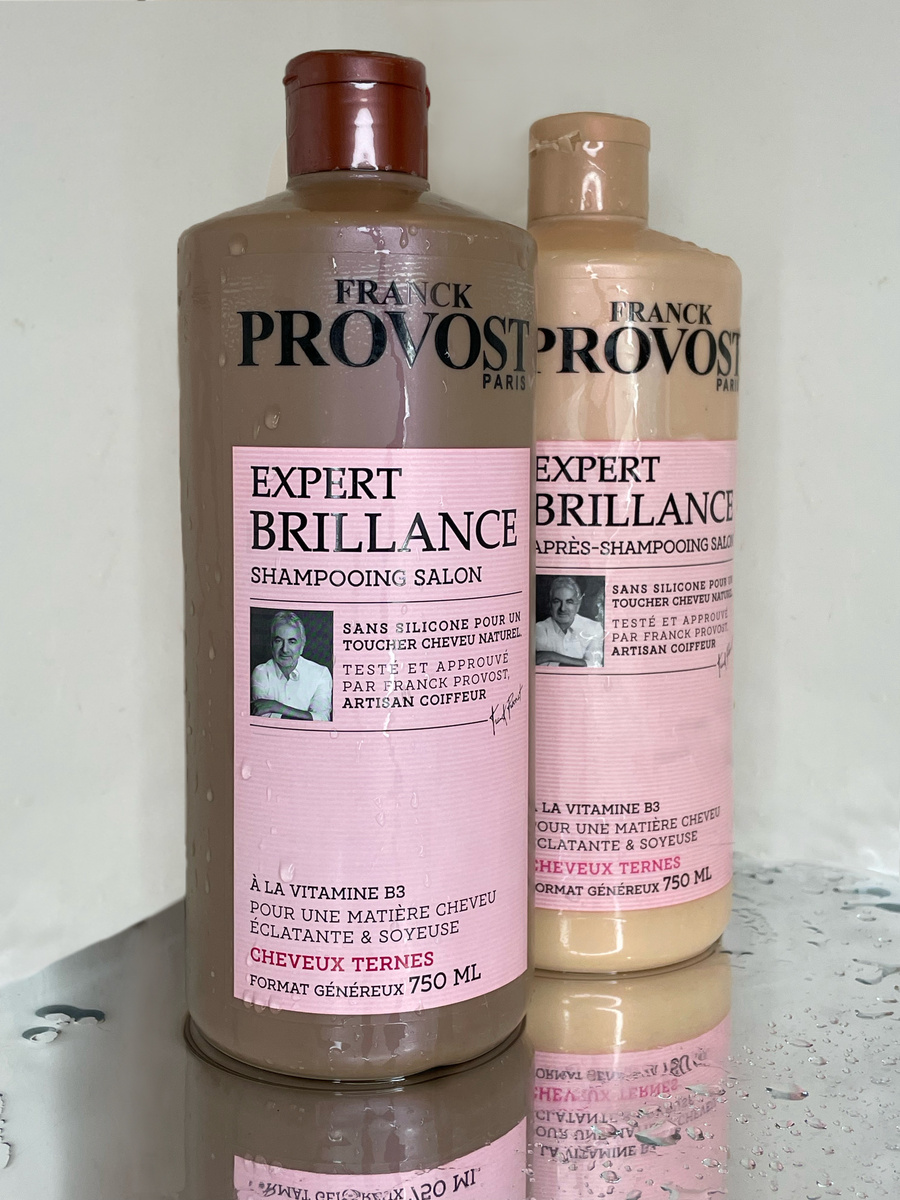 FRANCK
PROVOST
PARIS
EXPERT
BRILLANCE
SHAMPOOING SALON
SANS SILICONE POUR UN
TOUCHER CHEVEU NATUREL.
TESTÉ ET APPROUVÉ
PAR FRANCK PROVOST,
ARTISAN COIFFEUR
Franck Provost
À LA VITAMINE B3
POUR UNE MATIÈRE CHEVEU
ÉCLATANTE & SOYEUSE
CHEVEUX TERNES
FORMAT GÉNÉREUX 750 ML
FRANCK
PROVOST
PARIS
EXPERT
BRILLANCE
APRÈS-SHAMPOOING SALON
SANS SILICONE POUR UN
TOUCHER CHEVEU NATUREL
TESTÉ ET APPROUVÉ
PAR FRANCK PROVOST,
ARTISAN COIFFEUR
À LA VITAMINE B3
POUR UNE MATIÈRE CHEVEU
ÉCLATANTE & SOYEUSE
CHEVEUX TERNES
FORMAT GÉNÉREUX 750 ML